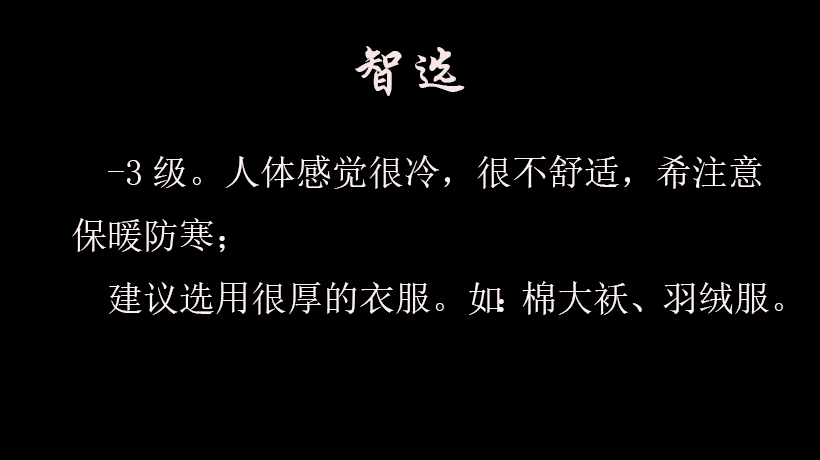 智选
-3级。人体感觉很冷，很不舒适，希注意
保暖防寒；
建议选用很厚的衣服。如：棉大袄、羽绒服。